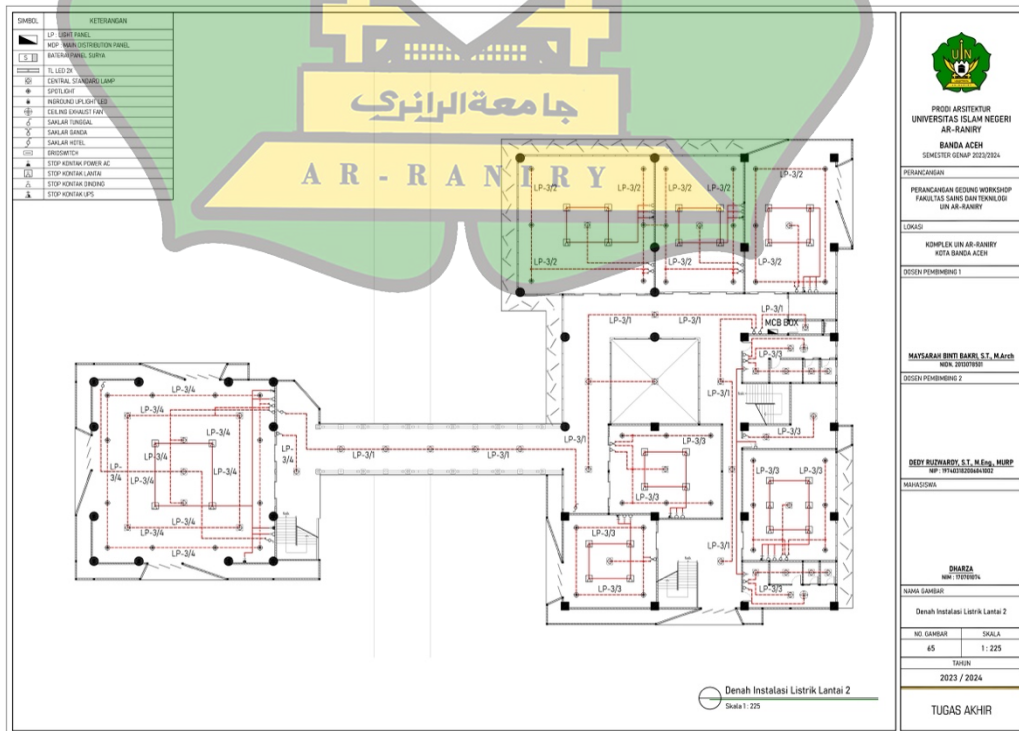 SIMBOL KETERANGAN
LP : LIGHT PANEL
MDP : MAIN DISTRIBUTION PANEL
BATERAI PANEL SURYA
TL LED 2X
CENTRAL STANDARD LAMP
SPOTLIGHT
INGROUND UPLIGHT LED
CEILING EXHAUST FAN
SAKLAR TUNGGAL
SAKLAR GANDA
SAKLAR HOTEL
GRIDSWITCH
STOP KONTAK POWER AC
STOP KONTAK LANTAI
STOP KONTAK DINDING
STOP KONTAK UPS
جامعة الرانري
AR-RANIRY
LP-3/2 LP-3/2 LP-3/2 LP-3/2
LP-3/2 LP-3/2 LP-3/2
LP-3/1
LP-3/1 LP-3/1
MCB BOX
LP-3/3
LP-3/4
LP-3/4
LP-3/1
LP-3/4
LP-3/1 LP-3/3 LP-3/3
LP-3/4 LP-3/4
LP-3/4
LP-3/1 LP-3/1
LP-3/4
LP-3/3 LP-3/3
LP-3/3
LP-3/4
LP-3/4
LP-3/3
LP-3/1
LP-3/3
LP-3/3
Denah Instalasi Listrik Lantai 2
Skala 1 : 225
UIN
PRODI ARSITEKTUR
UNIVERSITAS ISLAM NEGERI
AR-RANIRY
BANDA ACEH
SEMESTER GENAP 2023/2024
PERANCANGAN
PERANCANGAN GEDUNG WORKSHOP
FAKULTAS SAINS DAN TEKNILOGI
UIN AR-RANIRY
LOKASI
KOMPLEK UIN AR-RANIRY
KOTA BANDA ACEH
DOSEN PEMBIMBING 1
MAYSARAH BINTI BAKRI, S.T., M.Arch
DOSEN PEMBIMBING 2
DEDY RUZWARDY, S.T., M.Eng., MURP
MAHASISWA
DHARZA
NAMA GAMBAR
Denah Instalasi Listrik Lantai 2
NO. GAMBAR SKALA
65 1 : 225
TAHUN
2023 / 2024
TUGAS AKHIR